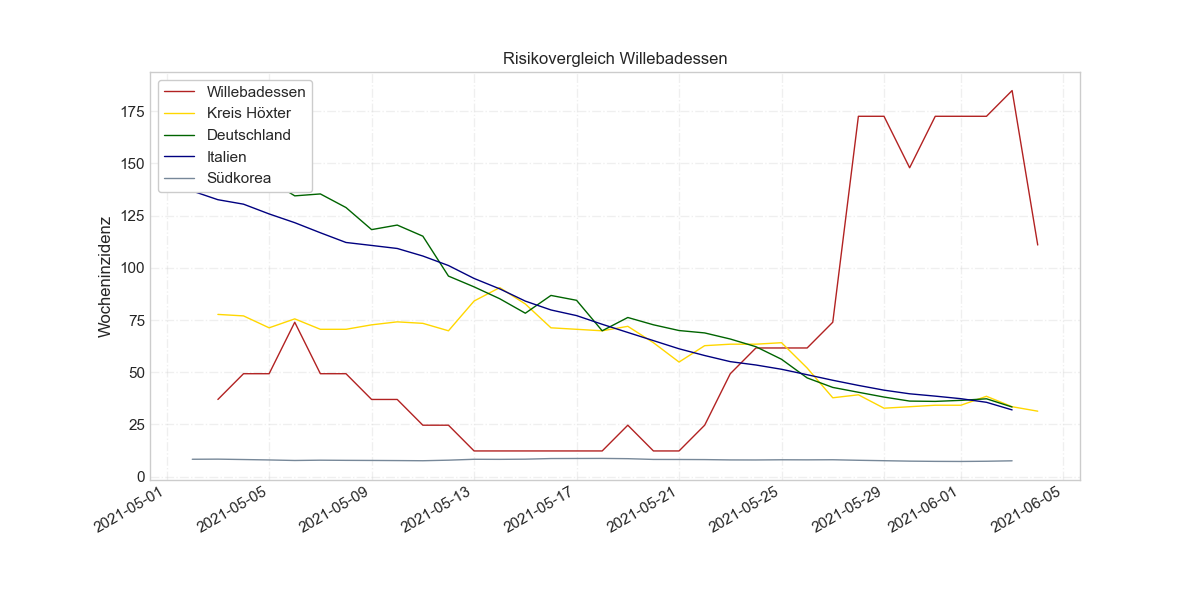 Risikovergleich Willebadessen
Willebadessen
Kreis Höxter
Deutschland
Italien
Südkorea
Wocheninzidenz
175
150
125
100
75
50
25
0
2021-05-01
2021-05-05
2021-05-09
2021-05-13
2021-05-17
2021-05-21
2021-05-25
2021-05-29
2021-06-01
2021-06-05